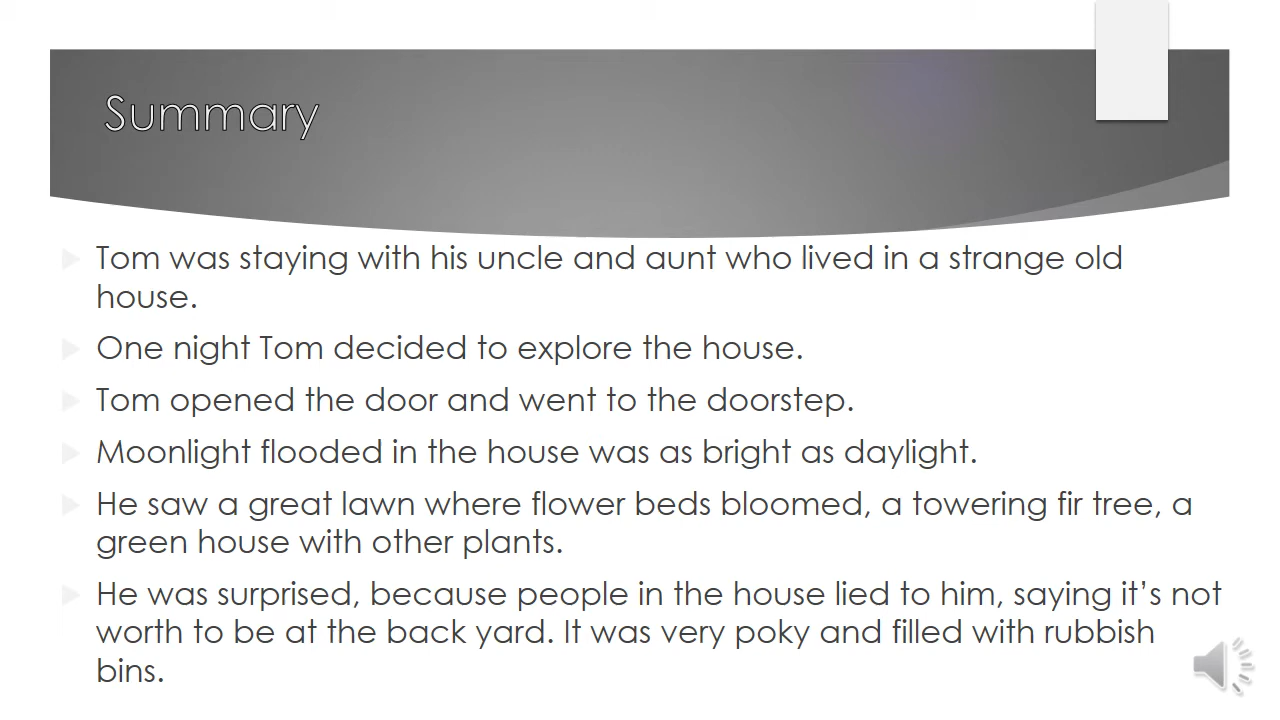 Summary
Tom was staying with his uncle and aunt who lived in a strange old
house.
One night Tom decided to explore the house.
Tom opened the door and went to the doorstep.
Moonlight flooded in the house was as bright as daylight.
He saw a great lawn where flower beds bloomed, a towering fir tree, a
green house with other plants.
He was surprised, because people in the house lied to him, saying it’s not
worth to be at the back yard. It was very poky and filled with rubbish
bins.